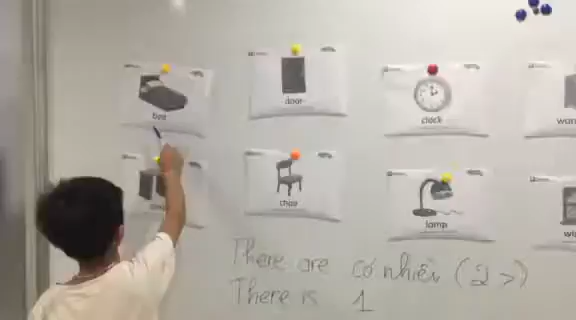 bed
door
clock
chair
lamp
There are có nhiều (2 >)
There is 1